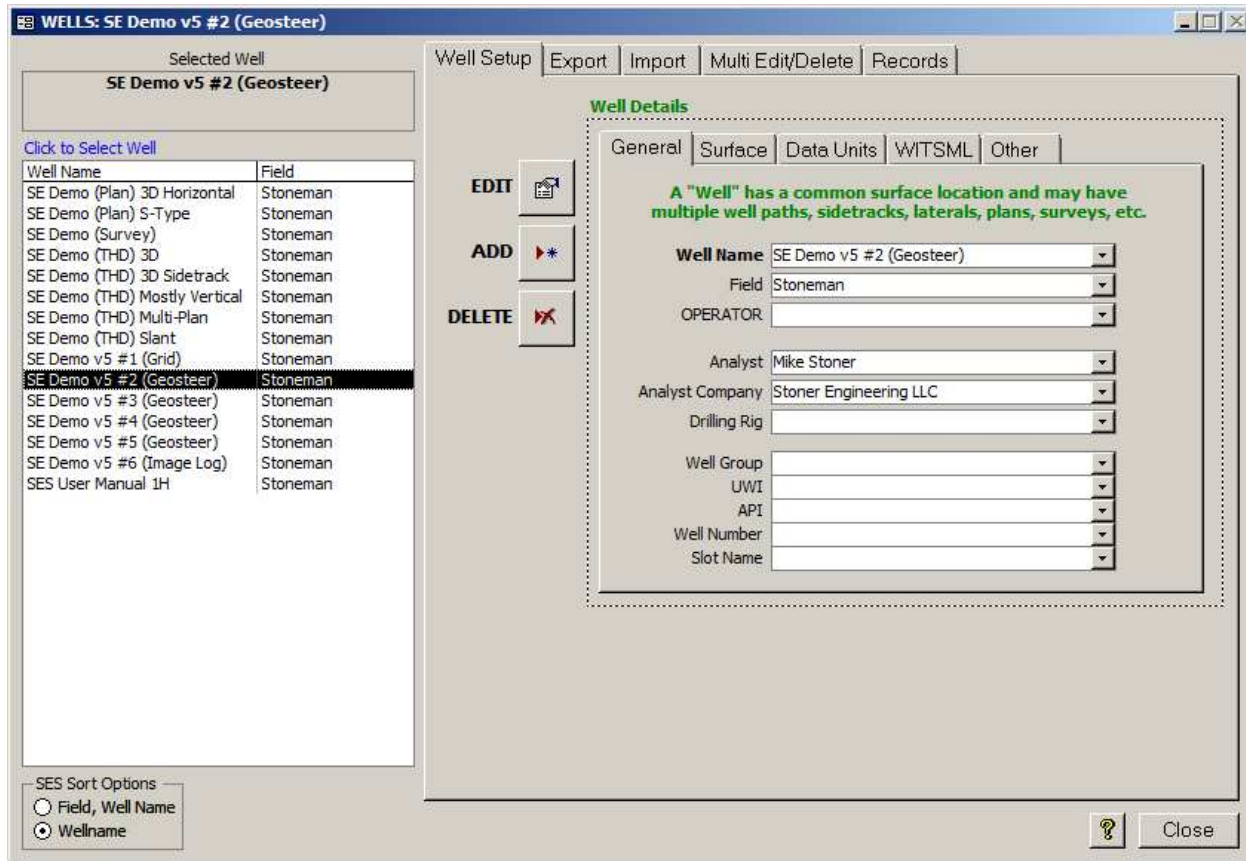 WELLS: SE Demo v5 #2 (Geosteer)
Selected Well
SE Demo v5 #2 (Geosteer)
Click to Select Well
Well Name Field
SE Demo (Plan) 3D Horizontal Stoneman
SE Demo (Plan) S-Type Stoneman
SE Demo (Survey) Stoneman
SE Demo (THD) 3D Stoneman
SE Demo (THD) 3D Sidetrack Stoneman
SE Demo (THD) Mostly Vertical Stoneman
SE Demo (THD) Multi-Plan Stoneman
SE Demo (THD) Slant Stoneman
SE Demo v5 #1 (Grid) Stoneman
SE Demo v5 #2 (Geosteer) Stoneman
SE Demo v5 #3 (Geosteer) Stoneman
SE Demo v5 #4 (Geosteer) Stoneman
SE Demo v5 #5 (Geosteer) Stoneman
SE Demo v5 #6 (Image Log) Stoneman
SES User Manual 1H Stoneman
SES Sort Options
Field, Well Name
Wellname
Well Setup Export Import Multi Edit/Delete Records
EDIT
ADD
DELETE
Well Details
General Surface Data Units WITSML Other
A "Well" has a common surface location and may have
multiple well paths, sidetracks, laterals, plans, surveys, etc.
Well Name SE Demo v5 #2 (Geosteer)
Field Stoneman
OPERATOR
Analyst Mike Stoner
Analyst Company Stoner Engineering LLC
Drilling Rig
Well Group
UWI
API
Well Number
Slot Name
? Close